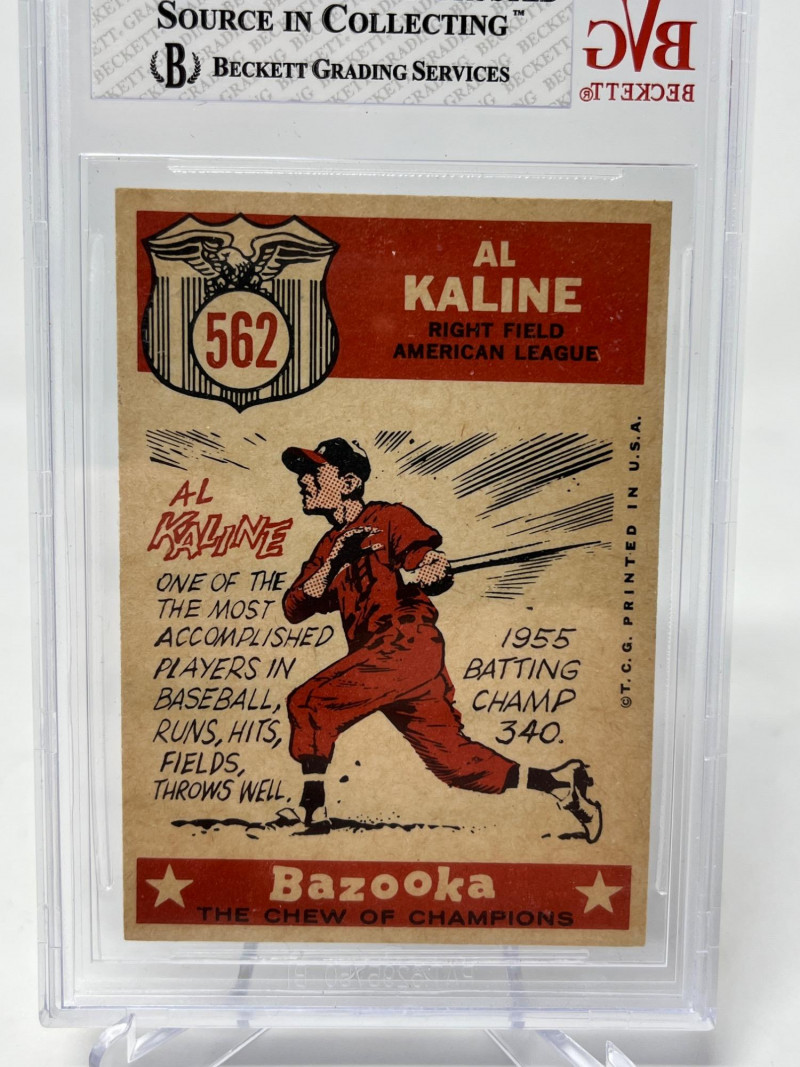 SOURCE IN COLLECTING™
B BECKETT GRADING SERVICES
BVG
BECKETT®
562
AL
KALINE
RIGHT FIELD
AMERICAN LEAGUE
AL
KALINE
ONE OF THE
THE MOST
ACCOMPLISHED
PLAYERS IN
BASEBALL,
RUNS, HITS,
FIELDS,
THROWS WELL.
1955
BATTING
CHAMP
340.
©T.C.G. PRINTED IN U.S.A.
Bazooka
THE CHEW OF CHAMPIONS